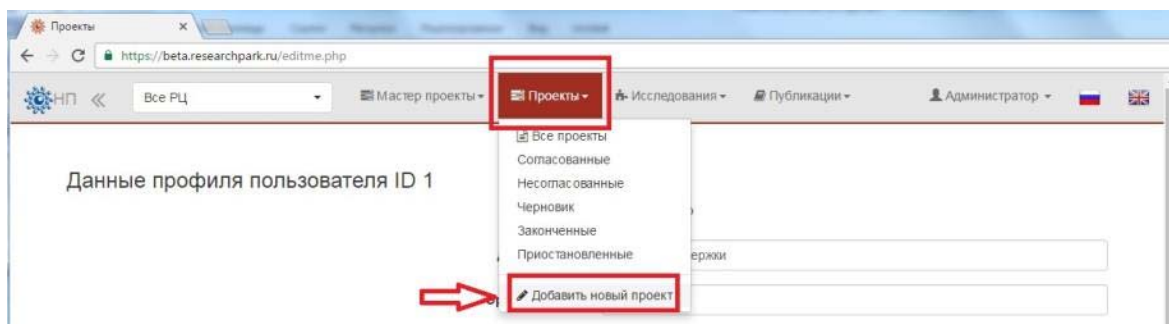 Проекты
https://beta.researchpark.ru/editme.php
НП Все РЦ Мастер проекты Проекты Исследования Публикации Администратор
Все проекты
Данные профиля пользователя ID 1
Согласованные
Несогласованные
Черновик
Законченные
Приостановленные
ержки
Добавить новый проект